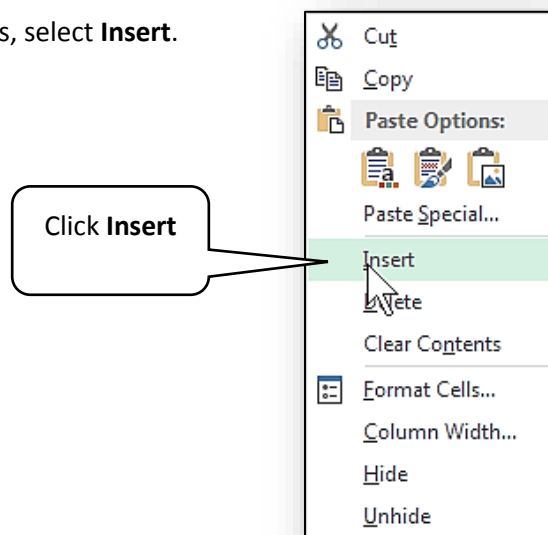 s, select Insert.
Cut
Copy
Paste Options:
Paste Special...
Click Insert
Insert
Delete
Clear Contents
Format Cells...
Column Width...
Hide
Unhide